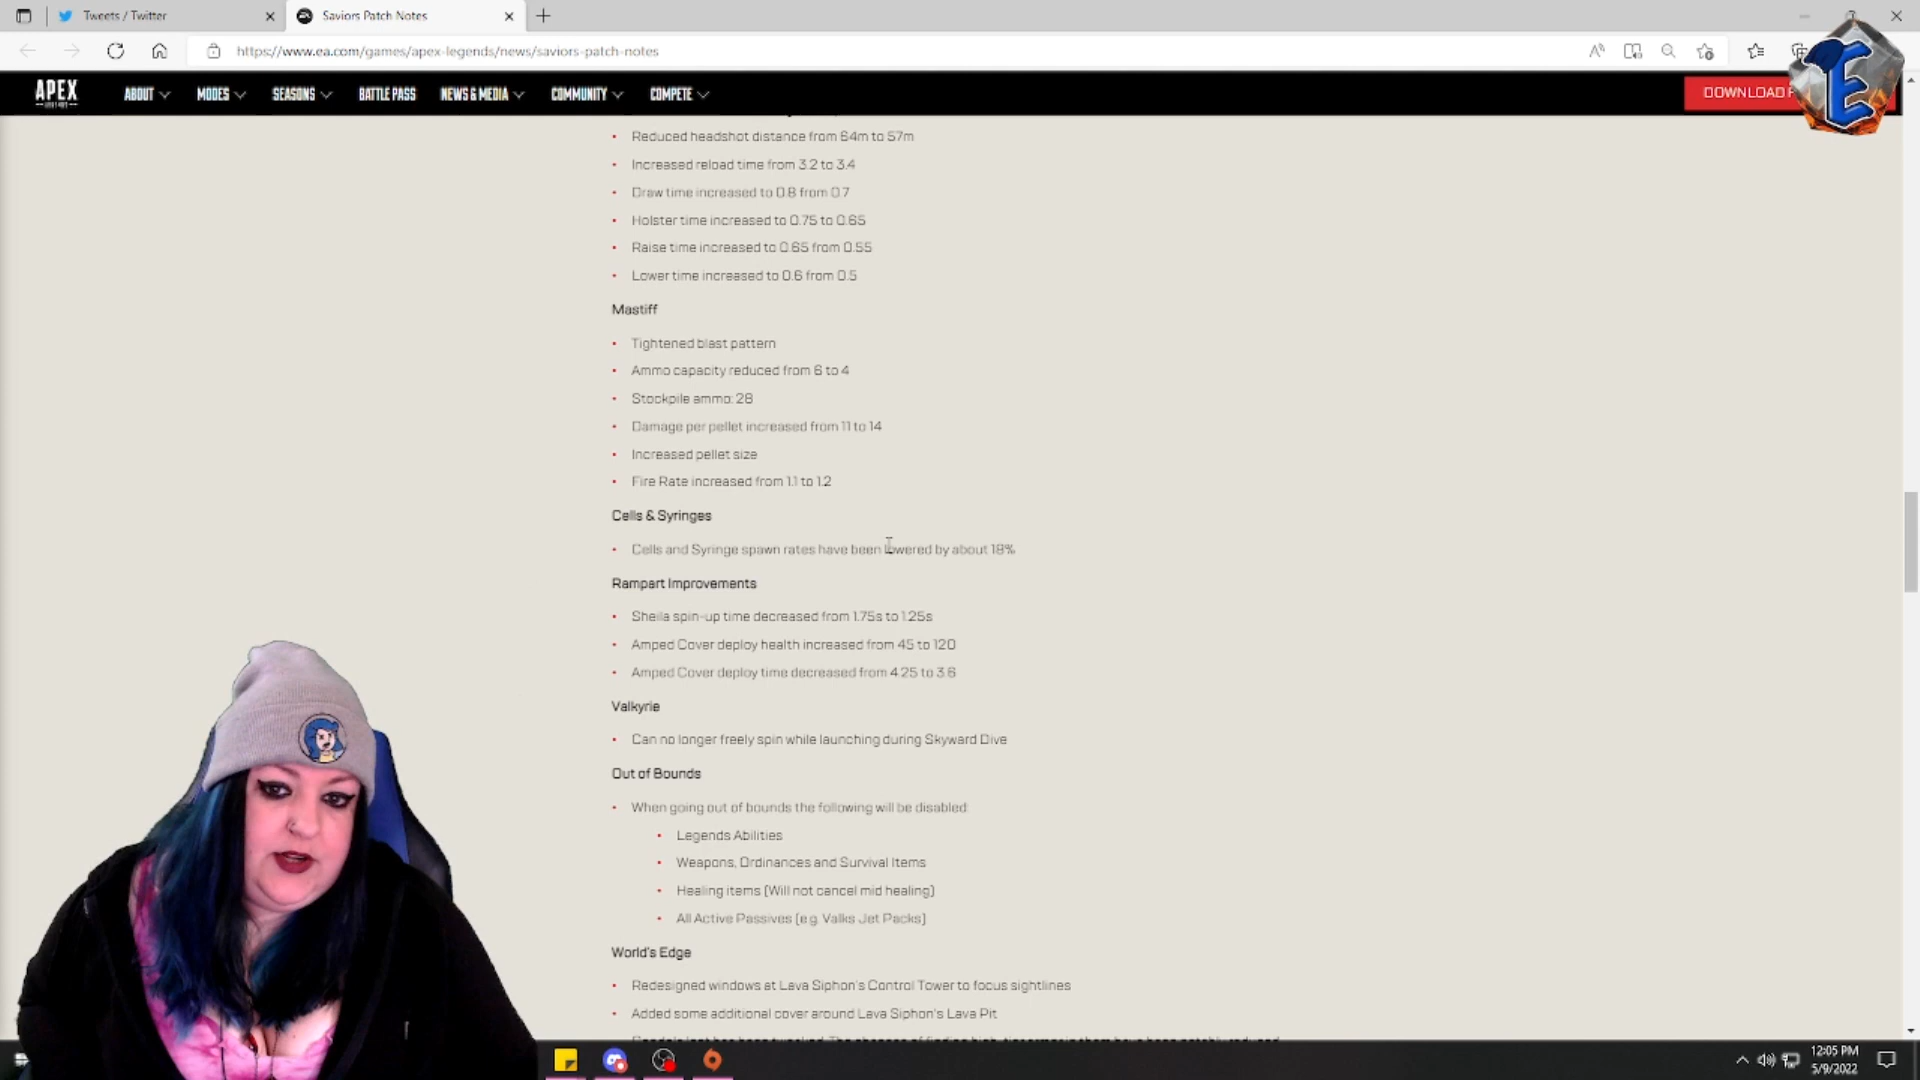 Tweets / Twitter
Saviors Patch Notes
https://www.ea.com/games/apex-legends/news/saviors-patch-notes
APEX
ABOUT
MODES
SEASONS
BATTLE PASS
NEWS & MEDIA
COMMUNITY
COMPETE
DOWNLOAD
E
Reduced headshot distance from 64m to 57m
Increased reload time from 3.2 to 3.4
Draw time increased to 0.8 from 0.7
Holster time increased to 0.75 to 0.65
Raise time increased to 0.65 from 0.55
Lower time increased to 0.6 from 0.5
Mastiff
Tightened blast pattern
Ammo capacity reduced from 6 to 4
Stockpile ammo: 28
Damage per pellet increased from 11 to 14
Increased pellet size
Fire Rate increased from 1.1 to 1.2
Cells & Syringes
Cells and Syringe spawn rates have been lowered by about 18%
Rampart Improvements
Sheila spin-up time decreased from 1.75s to 1.25s
Amped Cover deploy health increased from 45 to 120
Amped Cover deploy time decreased from 4.25 to 3.6
Valkyrie
Can no longer freely spin while launching during Skyward Dive
Out of Bounds
When going out of bounds the following will be disabled:
Legends Abilities
Weapons, Ordinances and Survival Items
Healing items (Will not cancel mid healing)
All Active Passives (e.g. Valks Jet Packs)
World's Edge
Redesigned windows at Lava Siphon's Control Tower to focus sightlines
Added some additional cover around Lava Siphon's Lava Pit
12:05 PM
5/9/2022